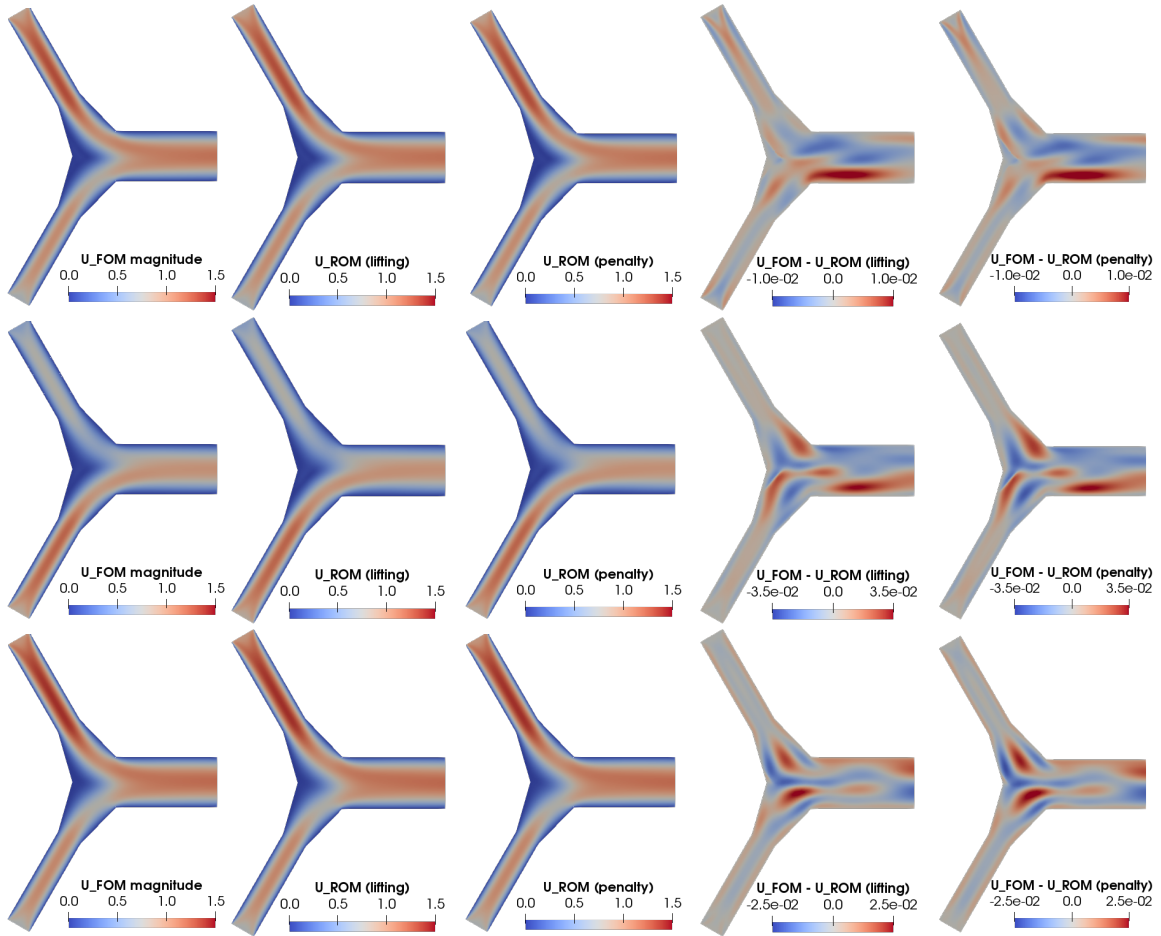 U_FOM magnitude
0.0 0.5 1.0 1.5
U_ROM (lifting)
0.0 0.5 1.0 1.5
U_ROM (penalty)
0.0 0.5 1.0 1.5
U_FOM - U_ROM (lifting)
-1.0e-02 0.0 1.0e-02
U_FOM - U_ROM (penalty)
-1.0e-02 0.0 1.0e-02
U_FOM magnitude
0.0 0.5 1.0 1.5
U_ROM (lifting)
0.0 0.5 1.0 1.5
U_ROM (penalty)
0.0 0.5 1.0 1.5
U_FOM - U_ROM (lifting)
-3.5e-02 0.0 3.5e-02
U_FOM - U_ROM (penalty)
-3.5e-02 0.0 3.5e-02
U_FOM magnitude
0.0 0.5 1.0 1.5
U_ROM (lifting)
0.0 0.5 1.0 1.5
U_ROM (penalty)
0.0 0.5 1.0 1.5
U_FOM - U_ROM (lifting)
-2.5e-02 0.0 2.5e-02
U_FOM - U_ROM (penalty)
-2.5e-02 0.0 2.5e-02